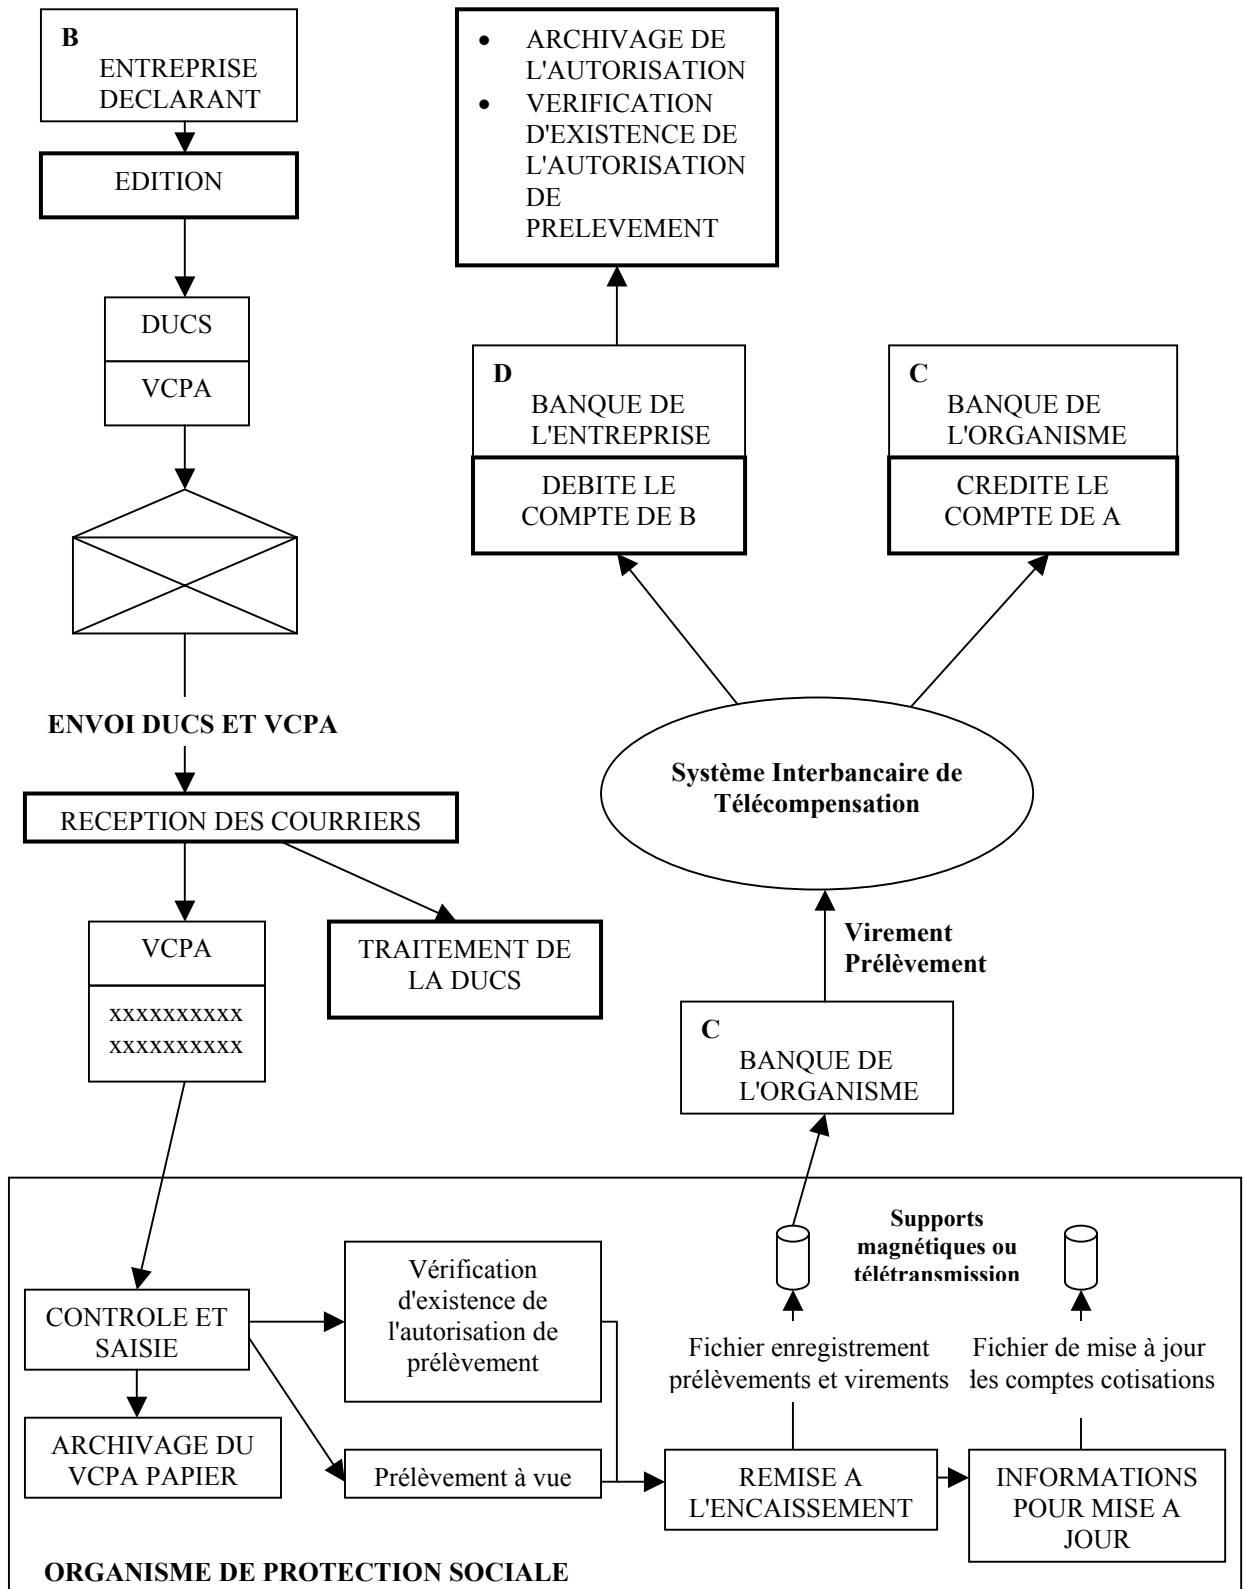 B
ENTREPRISE
DECLARANT
EDITION
DUCS
VCPA
ENVOI DUCS ET VCPA
RECEPTION DES COURRIERS
VCPA
xxxxxxxxxx
xxxxxxxxxx
TRAITEMENT DE
LA DUCS
• ARCHIVAGE DE
L'AUTORISATION
• VERIFICATION
D'EXISTENCE DE
L'AUTORISATION
DE
PRELEVEMENT
D
BANQUE DE
L'ENTREPRISE
DEBITE LE
COMPTE DE B
C
BANQUE DE
L'ORGANISME
CREDITE LE
COMPTE DE A
Système Interbancaire de
Télécompensation
Virement
Prélèvement
C
BANQUE DE
L'ORGANISME
Supports
magnétiques ou
télétransmission
CONTROLE ET
SAISIE
ARCHIVAGE DU
VCPA PAPIER
Vérification
d'existence de
l'autorisation de
prélèvement
Prélèvement à vue
Fichier enregistrement
prélèvements et virements
Fichier de mise à jour
des comptes cotisations
REMISE A
L'ENCAISSEMENT
INFORMATIONS
POUR MISE A
JOUR
ORGANISME DE PROTECTION SOCIALE